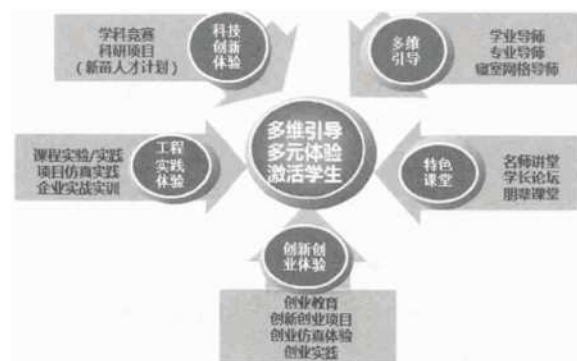 学科竞赛
科研项目
（新苗人才计划）
科技
创新
体验
多维
引导
学业导师
专业导师
寝室网格导师
课程实验/实践
项目仿真实践
企业实战实训
工程
实践
体验
多维引导
多元体验
激活学生
特色
课堂
名师讲堂
学长论坛
朋辈课堂
创新创
业体验
创业教育
创新创业项目
创业仿真体验
创业实践